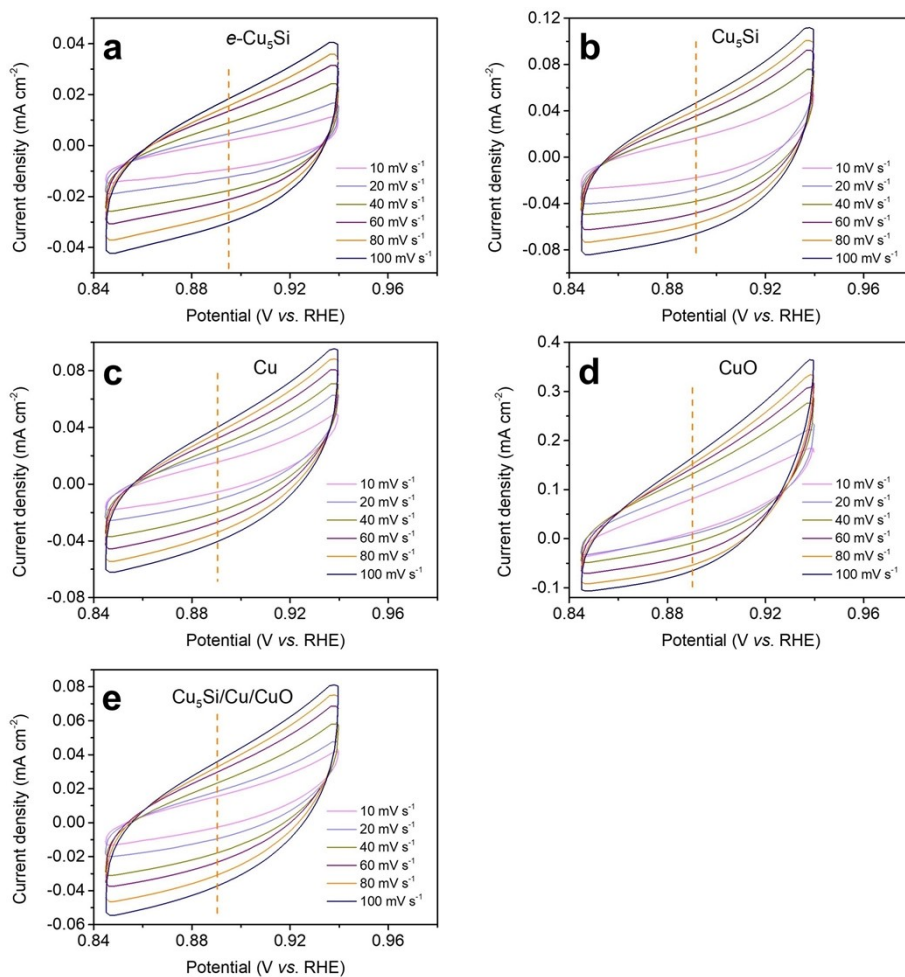 a
e-Cu₅Si
Current density (mA cm⁻²)
0.04
0.02
0.00
-0.02
-0.04
10 mV s⁻¹
20 mV s⁻¹
40 mV s⁻¹
60 mV s⁻¹
80 mV s⁻¹
100 mV s⁻¹
0.84 0.88 0.92 0.96
Potential (V vs. RHE)
b
Cu₅Si
Current density (mA cm⁻²)
0.12
0.08
0.04
0.00
-0.04
-0.08
-0.12
10 mV s⁻¹
20 mV s⁻¹
40 mV s⁻¹
60 mV s⁻¹
80 mV s⁻¹
100 mV s⁻¹
0.84 0.88 0.92 0.96
Potential (V vs. RHE)
c
Cu
Current density (mA cm⁻²)
0.08
0.04
0.00
-0.04
-0.08
10 mV s⁻¹
20 mV s⁻¹
40 mV s⁻¹
60 mV s⁻¹
80 mV s⁻¹
100 mV s⁻¹
0.84 0.88 0.92 0.96
Potential (V vs. RHE)
d
CuO
Current density (mA cm⁻²)
0.4
0.3
0.2
0.1
0.0
-0.1
10 mV s⁻¹
20 mV s⁻¹
40 mV s⁻¹
60 mV s⁻¹
80 mV s⁻¹
100 mV s⁻¹
0.84 0.88 0.92 0.96
Potential (V vs. RHE)
e
Cu₅Si/Cu/CuO
Current density (mA cm⁻²)
0.08
0.06
0.04
0.02
0.00
-0.02
-0.04
-0.06
10 mV s⁻¹
20 mV s⁻¹
40 mV s⁻¹
60 mV s⁻¹
80 mV s⁻¹
100 mV s⁻¹
0.84 0.88 0.92 0.96
Potential (V vs. RHE)